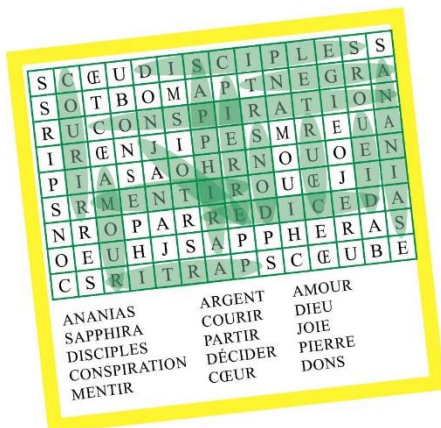 S C Œ U D I S C I P L E S S
S O T B O M A P T N E G R A
R U C O N S P I R A T I O N
I R Œ N J I P E S M R E U A
P I A S A O H R N O U O E N
S R M E N T I R O U Œ J I I
N R O P A R R E D I C E D A
O E U H J S A P P H E R A S
C S R I T R A P S C Œ U B E
ANANIAS
SAPPHIRA
DISCIPLES
CONSPIRATION
MENTIR
ARGENT
COURIR
PARTIR
DÉCIDER
CŒUR
AMOUR
DIEU
JOIE
PIERRE
DONS